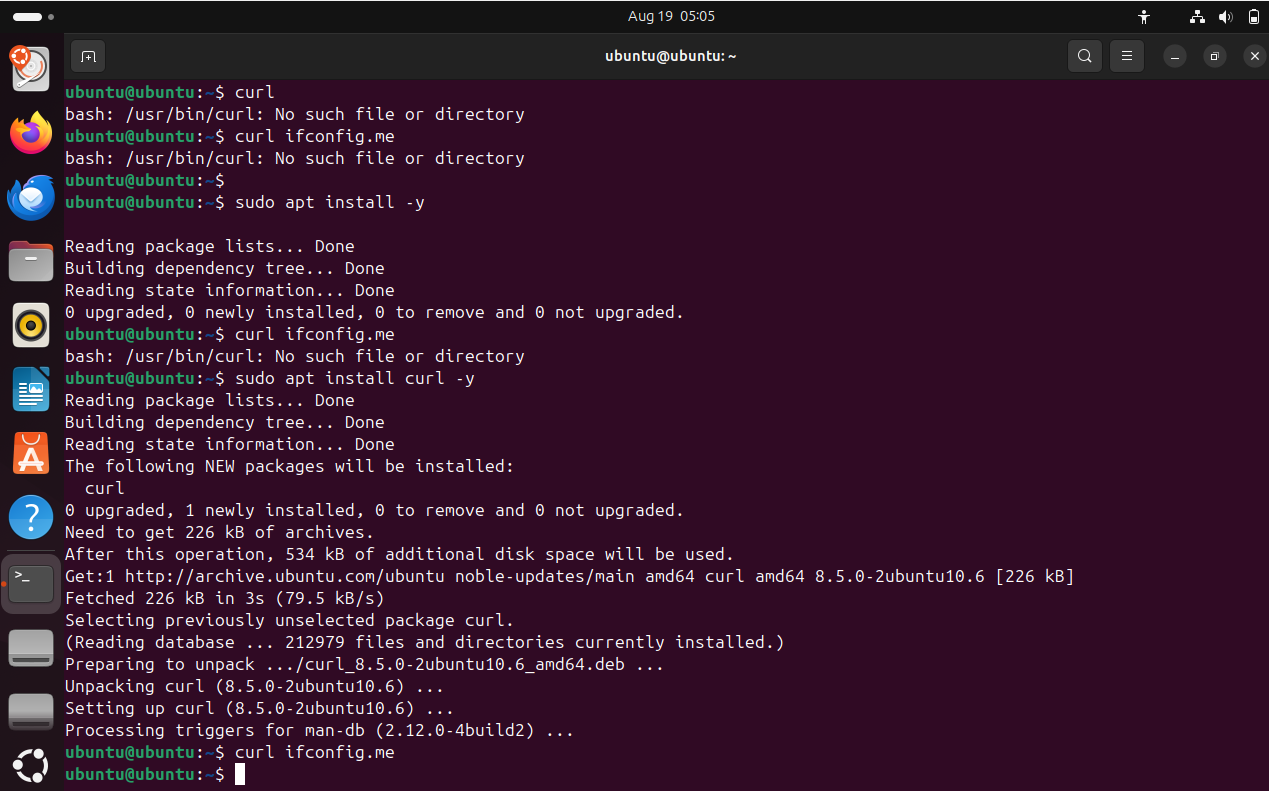 Aug 19 05:05
ubuntu@ubuntu: ~
ubuntu@ubuntu:~$ curl
bash: /usr/bin/curl: No such file or directory
ubuntu@ubuntu:~$ curl ifconfig.me
bash: /usr/bin/curl: No such file or directory
ubuntu@ubuntu:~$
ubuntu@ubuntu:~$ sudo apt install -y
Reading package lists... Done
Building dependency tree... Done
Reading state information... Done
0 upgraded, 0 newly installed, 0 to remove and 0 not upgraded.
ubuntu@ubuntu:~$ curl ifconfig.me
bash: /usr/bin/curl: No such file or directory
ubuntu@ubuntu:~$ sudo apt install curl -y
Reading package lists... Done
Building dependency tree... Done
Reading state information... Done
The following NEW packages will be installed:
  curl
0 upgraded, 1 newly installed, 0 to remove and 0 not upgraded.
Need to get 226 kB of archives.
After this operation, 534 kB of additional disk space will be used.
Get:1 http://archive.ubuntu.com/ubuntu noble-updates/main amd64 curl amd64 8.5.0-2ubuntu10.6 [226 kB]
Fetched 226 kB in 3s (79.5 kB/s)
Selecting previously unselected package curl.
(Reading database ... 212979 files and directories currently installed.)
Preparing to unpack .../curl_8.5.0-2ubuntu10.6_amd64.deb ...
Unpacking curl (8.5.0-2ubuntu10.6) ...
Setting up curl (8.5.0-2ubuntu10.6) ...
Processing triggers for man-db (2.12.0-4build2) ...
ubuntu@ubuntu:~$ curl ifconfig.me
ubuntu@ubuntu:~$